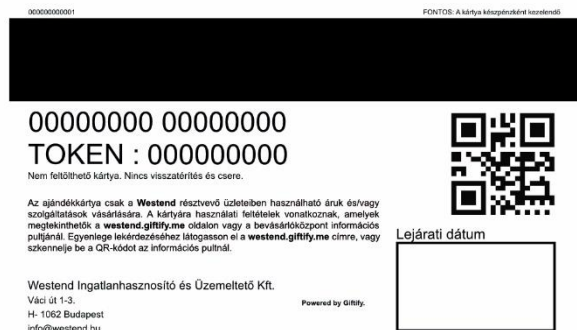 000000000001
FONTOS: A kártya készpénzként kezelendő
00000000 00000000
TOKEN : 000000000
Nem feltölthető kártya. Nincs visszatérítés és csere.
Az ajándékkártya csak a Westend résztvevő üzleteiben használható áruk és/vagy
szolgáltatások vásárlására. A kártyára használati feltételek vonatkoznak, amelyek
megtekinthetők a westend.giftify.me oldalon vagy a bevásárlóközpont információs
pultjánál. Egyenlege lekérdezéséhez látogasson el a westend.giftify.me címre, vagy
szkennelje be a QR-kódot az információs pultnál.
Lejárati dátum
Westend Ingatlanhasznosító és Üzemeltető Kft.
Váci út 1-3.
Powered by Giftify.
H- 1062 Budapest
info@westend.hu